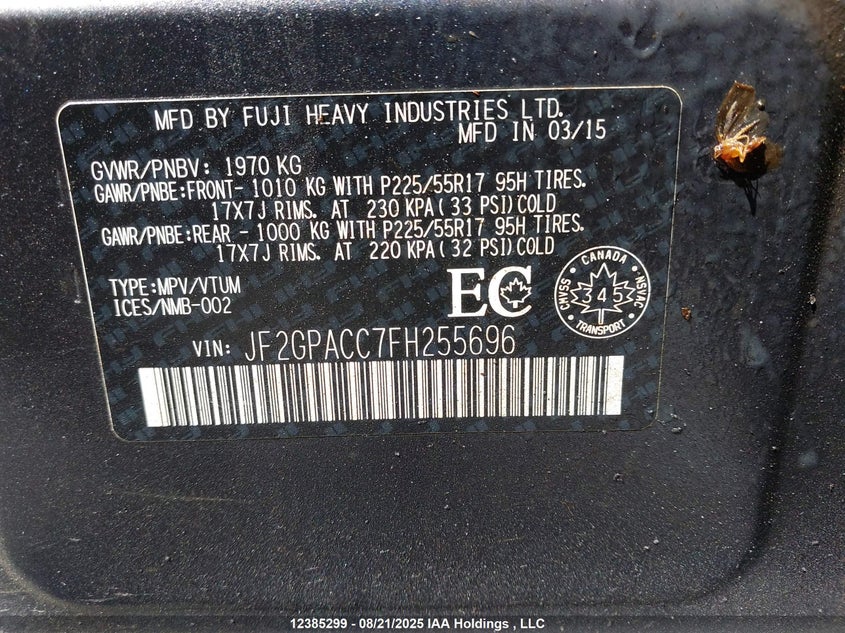 MFD BY FUJI HEAVY INDUSTRIES LTD.
MFD IN 03/15
GVWR/PNBV: 1970 KG
GAWR/PNBE:FRONT- 1010 KG WITH P225/55R17 95H TIRES.
17X7J RIMS. AT 230 KPA(33 PSI)COLD
GAWR/PNBE:REAR - 1000 KG WITH P225/55R17 95H TIRES.
17X7J RIMS. AT 220 KPA(32 PSI)COLD
TYPE:MPV/VTUM
ICES/NMB-002
EC
CANADA
CMVSS
345
NSVAC
TRANSPORT
VIN: JF2GPACC7FH255696
12385299 - 08/21/2025 IAA Holdings , LLC